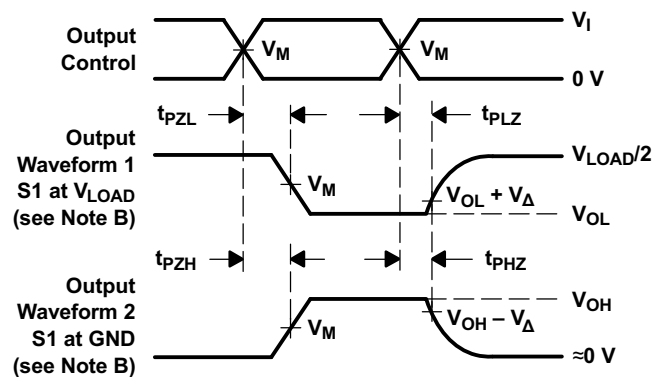 Output
Control
V_I
V_M
V_M
0 V
t_PZL
t_PLZ
Output
Waveform 1
S1 at V_LOAD
(see Note B)
V_LOAD/2
V_M
V_OL + V_Δ
V_OL
t_PZH
t_PHZ
Output
Waveform 2
S1 at GND
(see Note B)
V_OH
V_M
V_OH – V_Δ
≈0 V